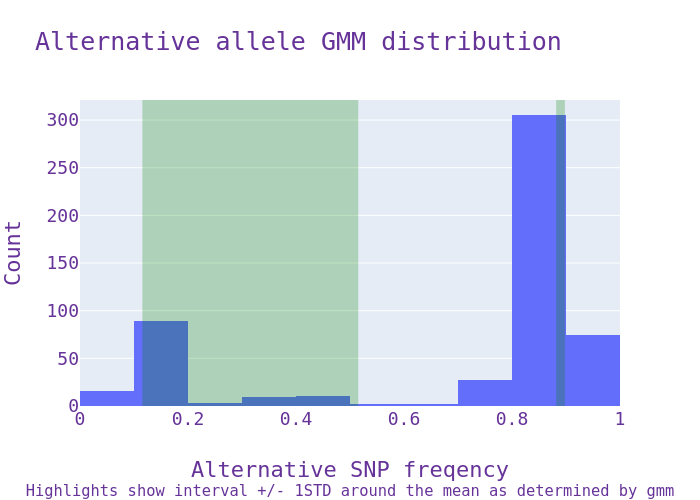 Alternative allele GMM distribution
300
250
200
150
100
50
0
Count
0 0.2 0.4 0.6 0.8 1
Alternative SNP freqency
Highlights show interval +/- 1STD around the mean as determined by gmm